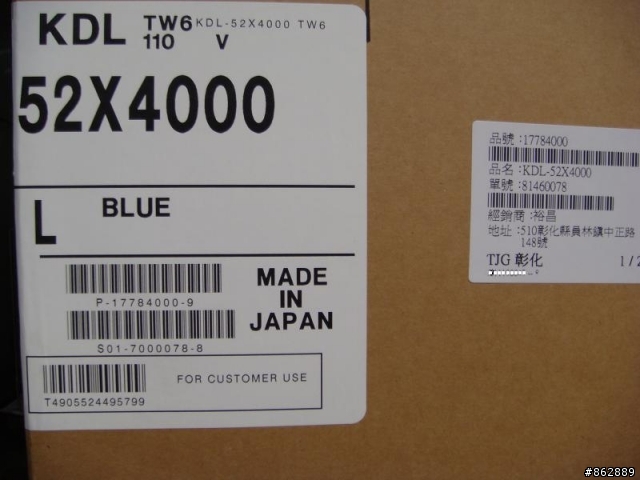 KDL TW6 KDL-52X4000 TW6
110 V
52X4000
L BLUE
P-17784000-9
S01-7000078-8
MADE
IN
JAPAN
T4905524495799
FOR CUSTOMER USE
品號:17784000
品名:KDL-52X4000
單號:81460078
經銷商:裕昌
地址:510彰化縣員林鎮中正路
148號
TJG 彰化 1/2
#862889